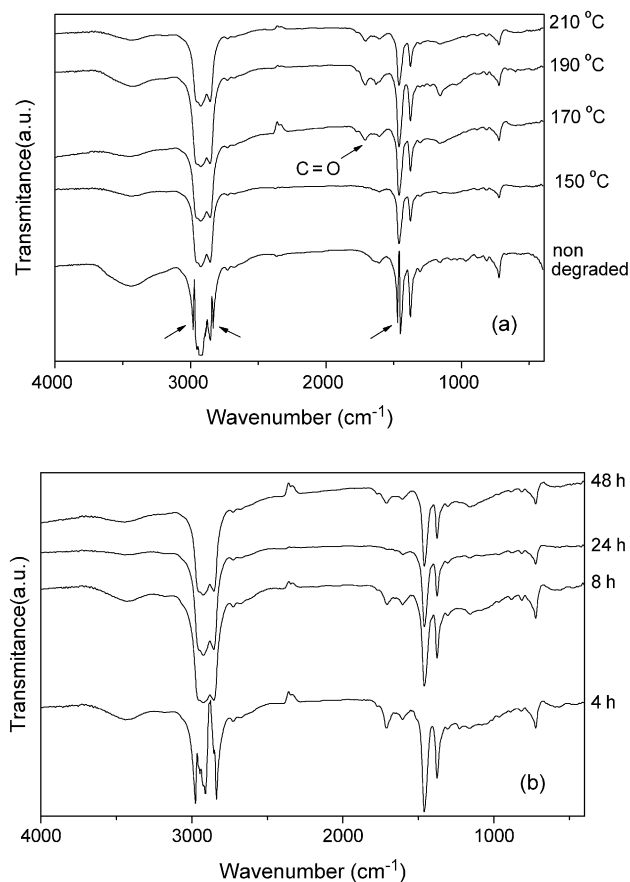 210 °C
190 °C
170 °C
C=O
150 °C
non
degraded
(a)
Transmitance(a.u.)
4000 3000 2000 1000
Wavenumber (cm-1)
48 h
24 h
8 h
4 h
(b)
Transmitance(a.u.)
4000 3000 2000 1000
Wavenumber (cm-1)